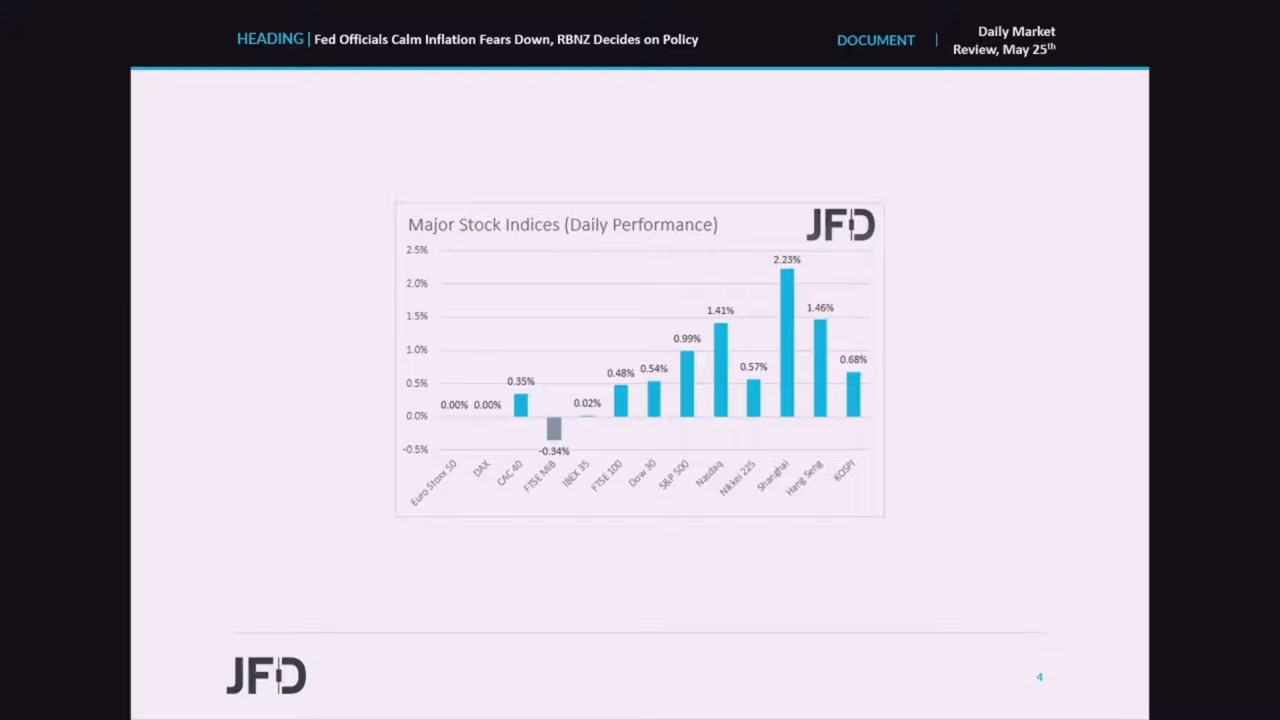 HEADING | Fed Officials Calm Inflation Fears Down, RBNZ Decides on Policy
DOCUMENT | Daily Market
Review, May 25th
Major Stock Indices (Daily Performance)
JFD
2.5%
2.0%
1.5%
1.0%
0.5%
0.0%
-0.5%
0.00%
0.00%
0.35%
-0.34%
0.02%
0.48%
0.54%
0.99%
1.41%
0.57%
2.23%
1.46%
0.68%
Euro Stoxx 50
DAX
CAC 40
FTSE MIB
IBEX 35
FTSE 100
Dow 30
S&P 500
Nasdaq
Nikkei 225
Shanghai
Hang Seng
KOSPI
JFD
4